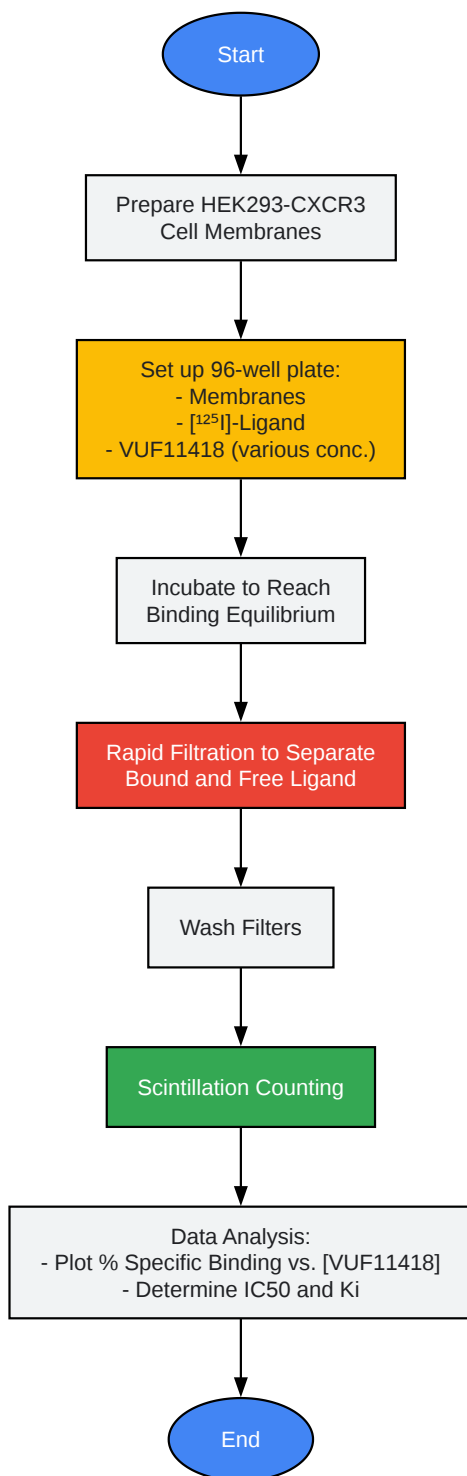 Start
Prepare HEK293-CXCR3
Cell Membranes
Set up 96-well plate:
- Membranes
- [¹²⁵I]-Ligand
- VUF11418 (various conc.)
Incubate to Reach
Binding Equilibrium
Rapid Filtration to Separate
Bound and Free Ligand
Wash Filters
Scintillation Counting
Data Analysis:
- Plot % Specific Binding vs. [VUF11418]
- Determine IC50 and Ki
End